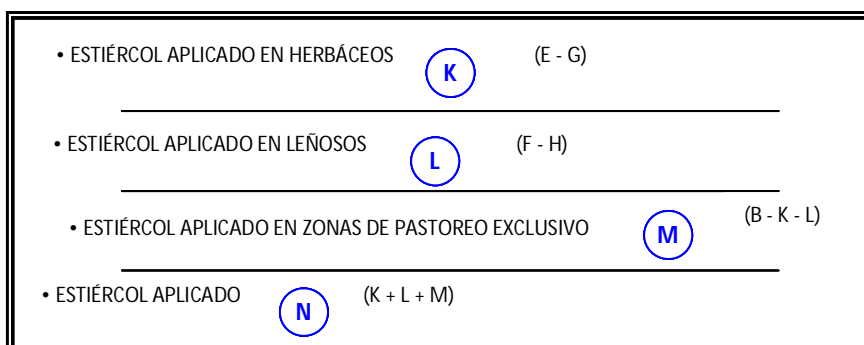 • ESTIÉRCOL APLICADO EN HERBÁCEOS K (E - G)
• ESTIÉRCOL APLICADO EN LEÑOSOS L (F - H)
• ESTIÉRCOL APLICADO EN ZONAS DE PASTOREO EXCLUSIVO M (B - K - L)
• ESTIÉRCOL APLICADO N (K + L + M)